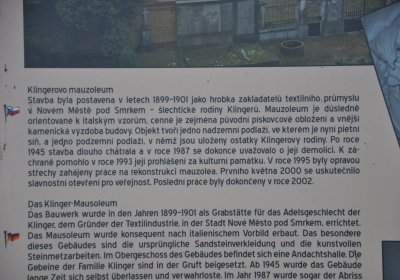 Klingerovo mauzoleum
Stavba byla postavena v letech 1899-1901 jako hrobka zakladatelů textilního průmyslu
v Novém Městě pod Smrkem - šlechtické rodiny Klingerů. Mauzoleum je důsledně
orientované k italským vzorům, cenné je zejména původní pískovcové obložení a vnější
kamenická výzdoba budovy. Objekt tvoří jedno nadzemní podlaží, ve kterém je nyní pietní
síň, a jedno podzemní podlaží, v němž jsou uloženy ostatky Klingerovy rodiny. Po roce
1945 stavba dlouho chátrala a v roce 1987 se dokonce uvažovalo o její demolici. K zá-
chraně pomohlo v roce 1993 její prohlášení za kulturní památku. V roce 1995 byly opravou
střechy zahájeny práce na rekonstrukci mauzolea. Prvního května 2000 se uskutečnilo
slavnostní otevření pro veřejnost. Poslední práce byly dokončeny v roce 2002.
Das Klinger-Mausoleum
Das Bauwerk wurde in den Jahren 1899-1901 als Grabstätte für das Adelsgeschlecht der
Klinger, dem Gründer der Textilindustrie, in der Stadt Nové Město pod Smrkem, errichtet.
Das Mausoleum wurde konsequent nach italienischem Vorbild erbaut. Das besondere
dieses Gebäudes sind die ursprüngliche Sandsteinverkleidung und die kunstvollen
Steinmetzarbeiten. Im Obergeschoss des Gebäudes befindet sich eine Andachtshalle. Die
Gebeine der Familie Klinger sind in der Gruft beigesetzt. Ab 1945 wurde das Gebäude
lange Zeit sich selbst überlassen und verwahrloste. Im Jahr 1987 wurde sogar der Abriss